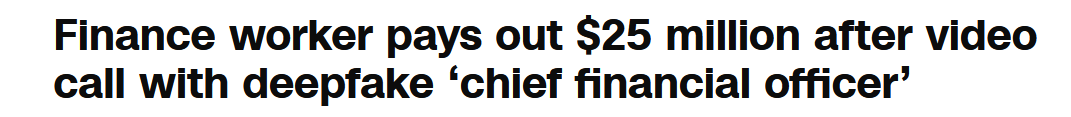 Finance worker pays out $25 million after video
call with deepfake ‘chief financial officer’